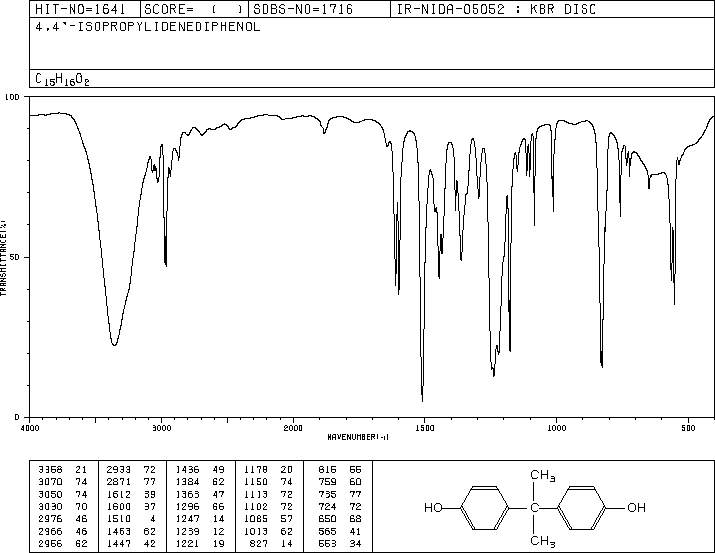 HIT-NO=1641 SCORE= ( ) SDBS-NO=1716 IR-NIDA-05052 : KBR DISC
4,4'-ISOPROPYLIDENEDIPHENOL
C15H16O2
100
50
0
TRANSMITTANCE(%)
4000 3000 2000 1500 1000 500
WAVENUMBER(-1)
3368 21 2933 72 1436 49 1178 20 816 55
3070 74 2871 77 1384 62 1150 74 759 60
3050 74 1612 39 1363 47 1113 72 735 77
3030 70 1600 37 1296 66 1102 72 724 72
2976 46 1510 4 1247 14 1085 57 650 68
2966 46 1463 62 1239 12 1013 62 565 41
2956 62 1447 42 1221 19 827 14 553 34
CH3
HO C OH
CH3